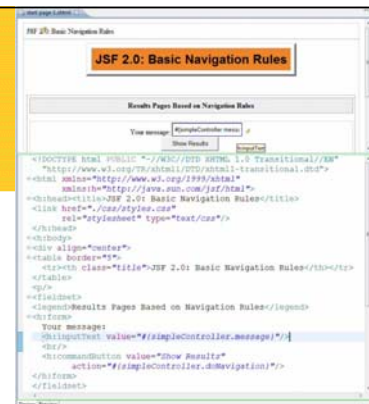 JSF 2.0: Basic Navigation Rules
JSF 2.0: Basic Navigation Rules
Results Pages Based on Navigation Rules
Your message: #{simpleController.messa
Show Results
h:inputText
<!DOCTYPE html PUBLIC "-//W3C//DTD XHTML 1.0 Transitional//EN"
"http://www.w3.org/TR/xhtml1/DTD/xhtml1-transitional.dtd">
<html xmlns="http://www.w3.org/1999/xhtml"
xmlns:h="http://java.sun.com/jsf/html">
<h:head><title>JSF 2.0: Basic Navigation Rules</title>
<link href="./css/styles.css"
rel="stylesheet" type="text/css"/>
</h:head>
<h:body>
<div align="center">
<table border="5">
<tr><th class="title">JSF 2.0: Basic Navigation Rules</th></tr>
</table>
<p/>
<fieldset>
<legend>Results Pages Based on Navigation Rules</legend>
<h:form>
Your message:
<h:inputText value="#{simpleController.message}"/>
<br/>
<h:commandButton value="Show Results"
action="#{simpleController.doNavigation}"/>
</h:form>
</fieldset>